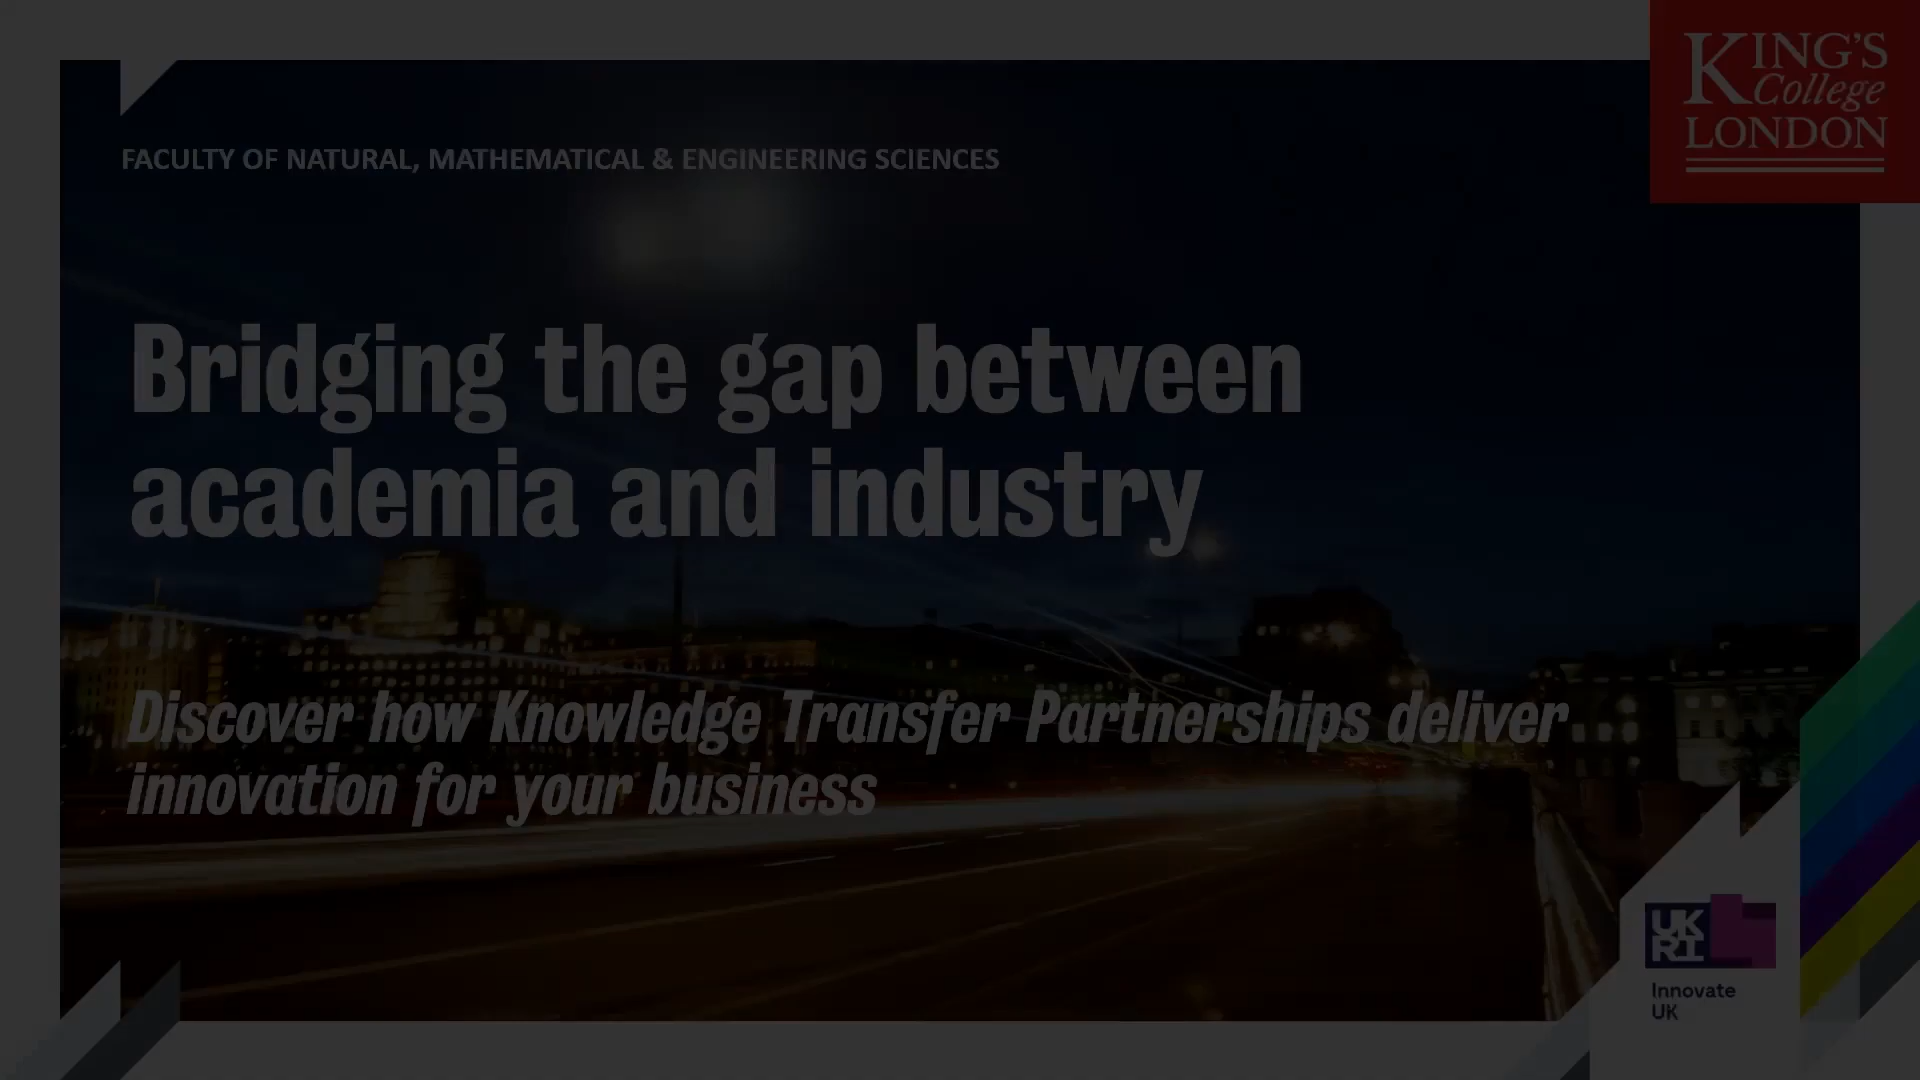 KING'S
College
LONDON
FACULTY OF NATURAL, MATHEMATICAL & ENGINEERING SCIENCES
Bridging the gap between
academia and industry
Discover how Knowledge Transfer Partnerships deliver
innovation for your business
UK
RI
Innovate
UK